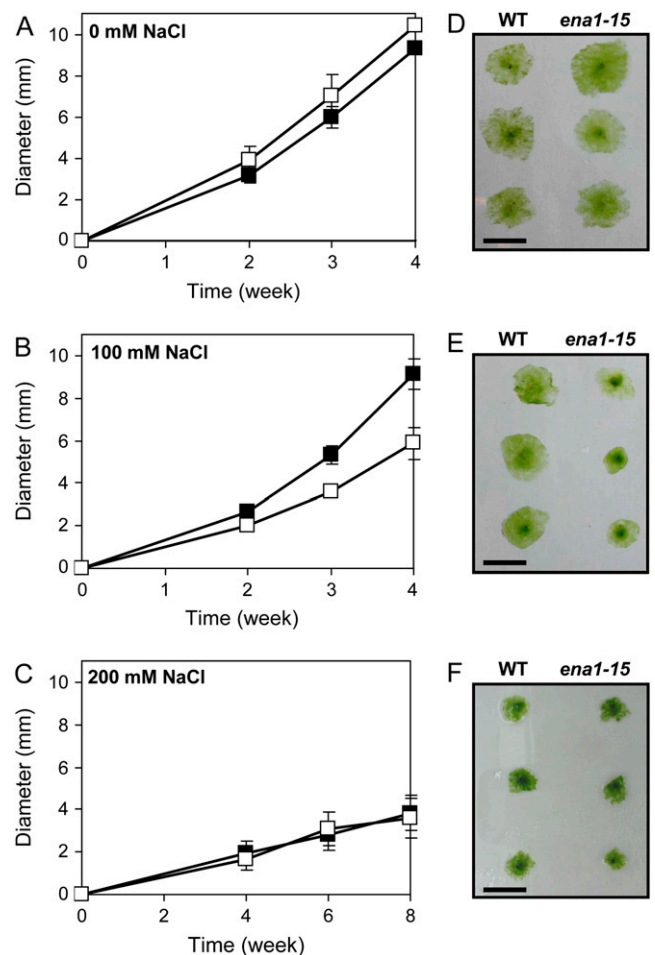 A
0 mM NaCl
10
8
6
4
2
0
Diameter (mm)
0 1 2 3 4
Time (week)
D
WT ena1-15
B
100 mM NaCl
10
8
6
4
2
0
Diameter (mm)
0 1 2 3 4
Time (week)
E
WT ena1-15
C
200 mM NaCl
10
8
6
4
2
0
Diameter (mm)
0 2 4 6 8
Time (week)
F
WT ena1-15